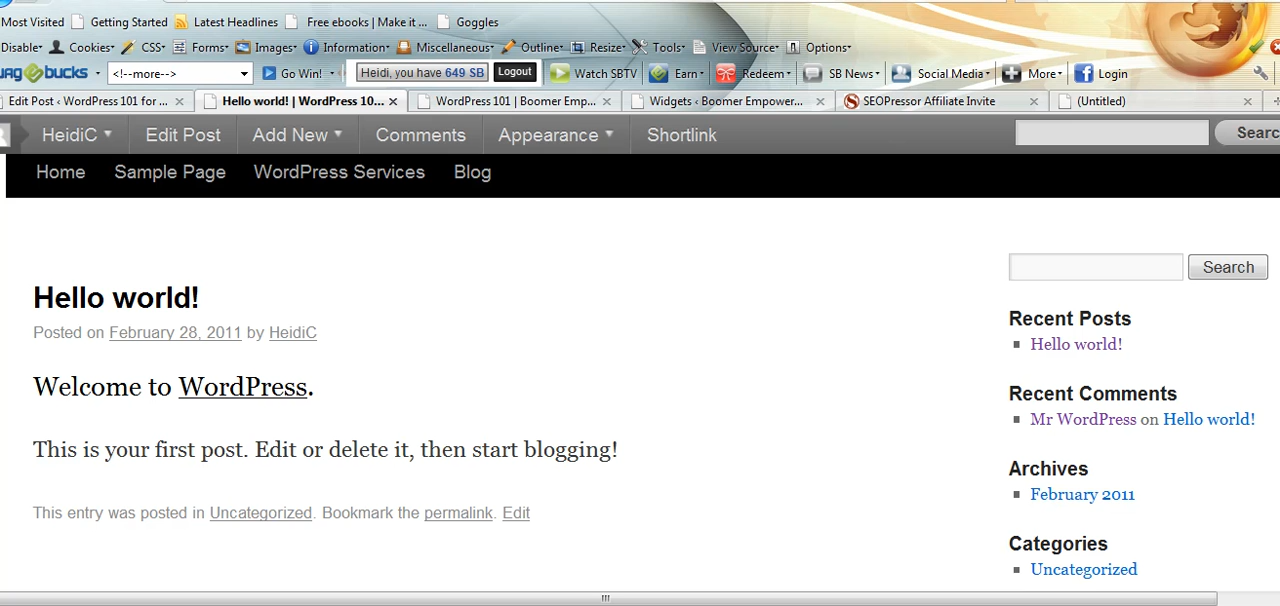 Most Visited Getting Started Latest Headlines Free ebooks | Make it ... Goggles
Disable Cookies CSS Forms Images Information Miscellaneous Outline Resize Tools View Source Options
bucks <!--more--> Go Win! Heidi, you have 649 SB Logout Watch SBTV Earn Redeem SB News Social Media More Login
Edit Post ‹ WordPress 101 for ... Hello world! | WordPress 10... WordPress 101 | Boomer Emp... Widgets ‹ Boomer Empower... SEOPressor Affiliate Invite (Untitled)
HeidiC Edit Post Add New Comments Appearance Shortlink Searc
Home Sample Page WordPress Services Blog
Search
Hello world!
Posted on February 28, 2011 by HeidiC
Welcome to WordPress.
This is your first post. Edit or delete it, then start blogging!
This entry was posted in Uncategorized. Bookmark the permalink. Edit
Recent Posts
Hello world!
Recent Comments
Mr WordPress on Hello world!
Archives
February 2011
Categories
Uncategorized